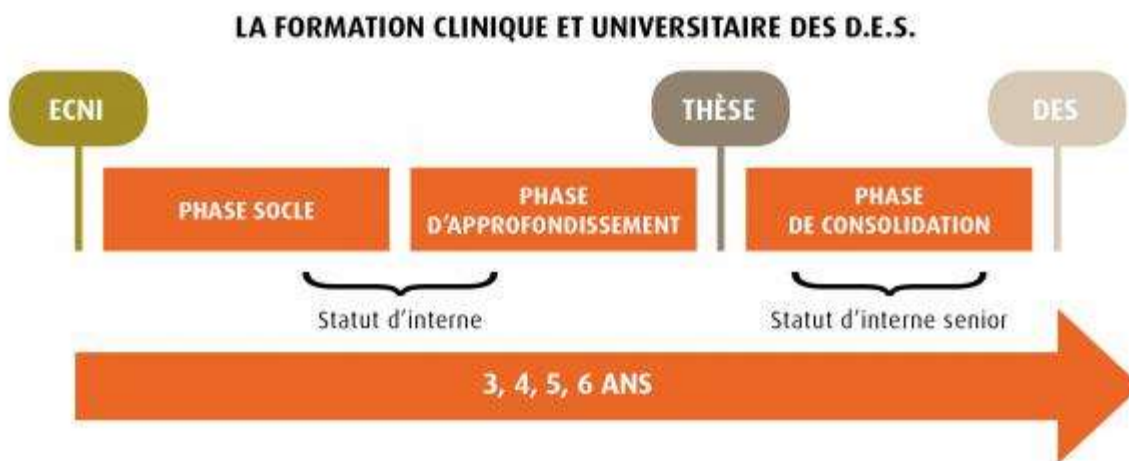 LA FORMATION CLINIQUE ET UNIVERSITAIRE DES D.E.S.
ECNI
THÈSE
DES
PHASE SOCLE
PHASE
D'APPROFONDISSEMENT
PHASE
DE CONSOLIDATION
Statut d'interne
Statut d'interne senior
3, 4, 5, 6 ANS